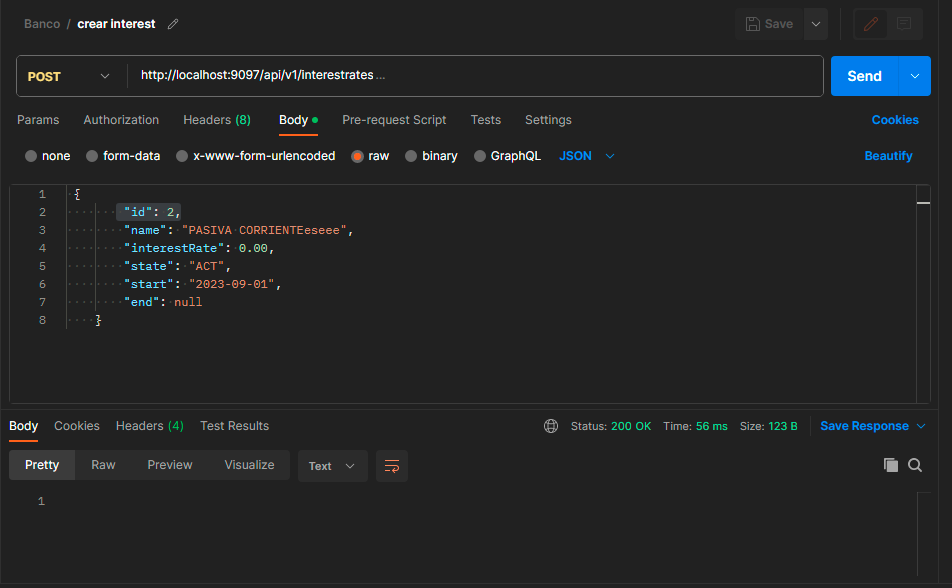 Banco / crear interest
Save
POST http://localhost:9097/api/v1/interestrates ...
Send
Params Authorization Headers (8) Body Pre-request Script Tests Settings Cookies
none form-data x-www-form-urlencoded raw binary GraphQL JSON Beautify
1 {
2 "id": 2,
3 "name": "PASIVA CORRIENTEeseee",
4 "interestRate": 0.00,
5 "state": "ACT",
6 "start": "2023-09-01",
7 "end": null
8 }
Body Cookies Headers (4) Test Results Status: 200 OK Time: 56 ms Size: 123 B Save Response
Pretty Raw Preview Visualize Text
1